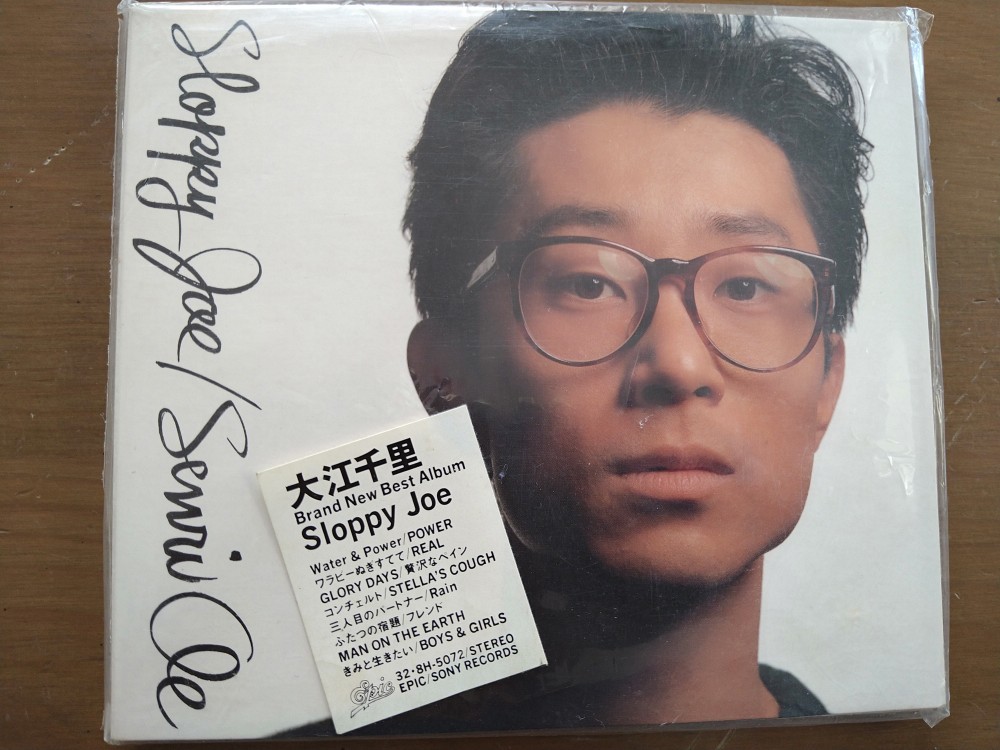 Sloppy Joe/Senri Oe
大江千里
Brand New Best Album
Sloppy Joe
Water & Power/POWER
ワラビーぬぎすてて/REAL
GLORY DAYS/贅沢なペイン
コンチェルト/STELLA'S COUGH
三人目のパートナー/Rain
ふたつの宿題/フレンド
MAN ON THE EARTH
きみと生きたい/BOYS & GIRLS
32·8H-5072/STEREO
EPIC/SONY RECORDS
Epic